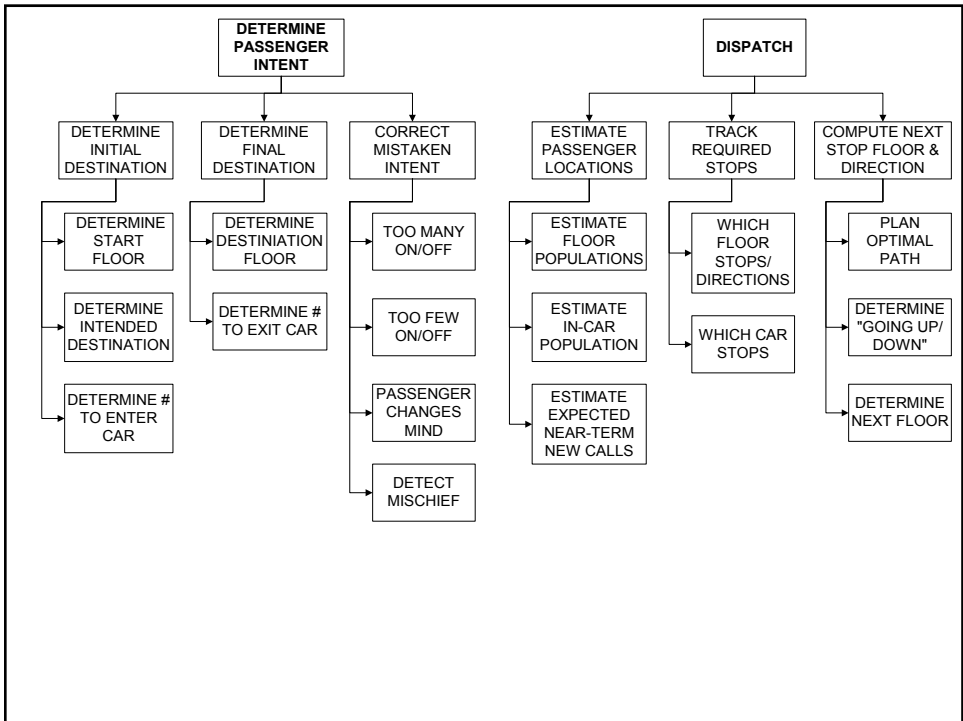 DETERMINE
PASSENGER
INTENT
DETERMINE
INITIAL
DESTINATION
DETERMINE
START
FLOOR
DETERMINE
INTENDED
DESTINATION
DETERMINE #
TO ENTER
CAR
DETERMINE
FINAL
DESTINATION
DETERMINE
DESTINIATION
FLOOR
DETERMINE #
TO EXIT CAR
CORRECT
MISTAKEN
INTENT
TOO MANY
ON/OFF
TOO FEW
ON/OFF
PASSENGER
CHANGES
MIND
DETECT
MISCHIEF
DISPATCH
ESTIMATE
PASSENGER
LOCATIONS
ESTIMATE
FLOOR
POPULATIONS
ESTIMATE
IN-CAR
POPULATION
ESTIMATE
EXPECTED
NEAR-TERM
NEW CALLS
TRACK
REQUIRED
STOPS
WHICH
FLOOR
STOPS/
DIRECTIONS
WHICH CAR
STOPS
COMPUTE NEXT
STOP FLOOR &
DIRECTION
PLAN
OPTIMAL
PATH
DETERMINE
"GOING UP/
DOWN"
DETERMINE
NEXT FLOOR